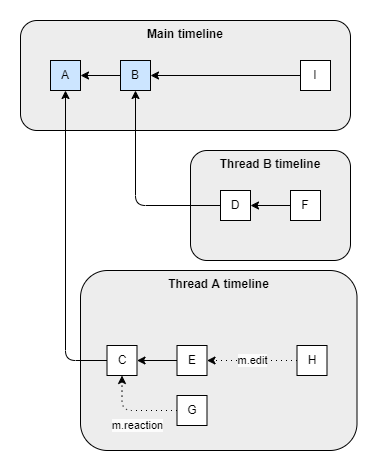 Main timeline
A
B
I
Thread B timeline
D
F
Thread A timeline
C
E
m.edit
H
G
m.reaction